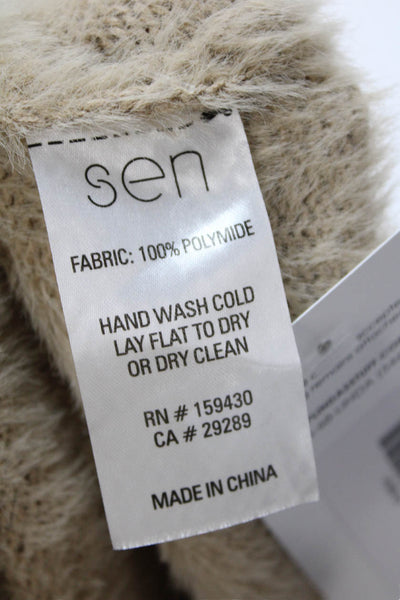 sen
FABRIC: 100% POLYMIDE
HAND WASH COLD
LAY FLAT TO DRY
OR DRY CLEAN
RN # 159430
CA # 29289
MADE IN CHINA